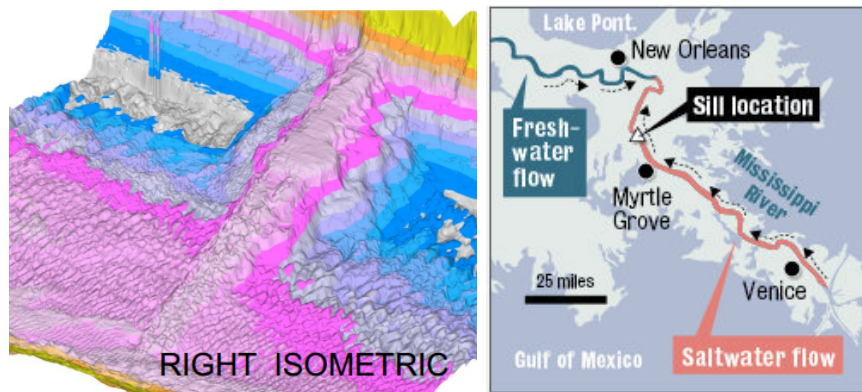 RIGHT ISOMETRIC
Lake Pont.
New Orleans
Sill location
Fresh-
water
flow
Mississippi
River
Myrtle
Grove
25 miles
Venice
Gulf of Mexico
Saltwater flow